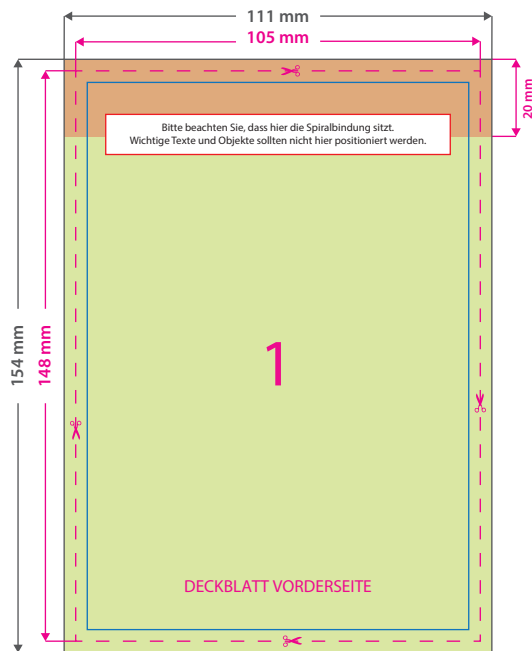 111 mm
105 mm
20 mm
Bitte beachten Sie, dass hier die Spiralbindung sitzt.
Wichtige Texte und Objekte sollten nicht hier positioniert werden.
154 mm
148 mm
1
DECKBLATT VORDERSEITE